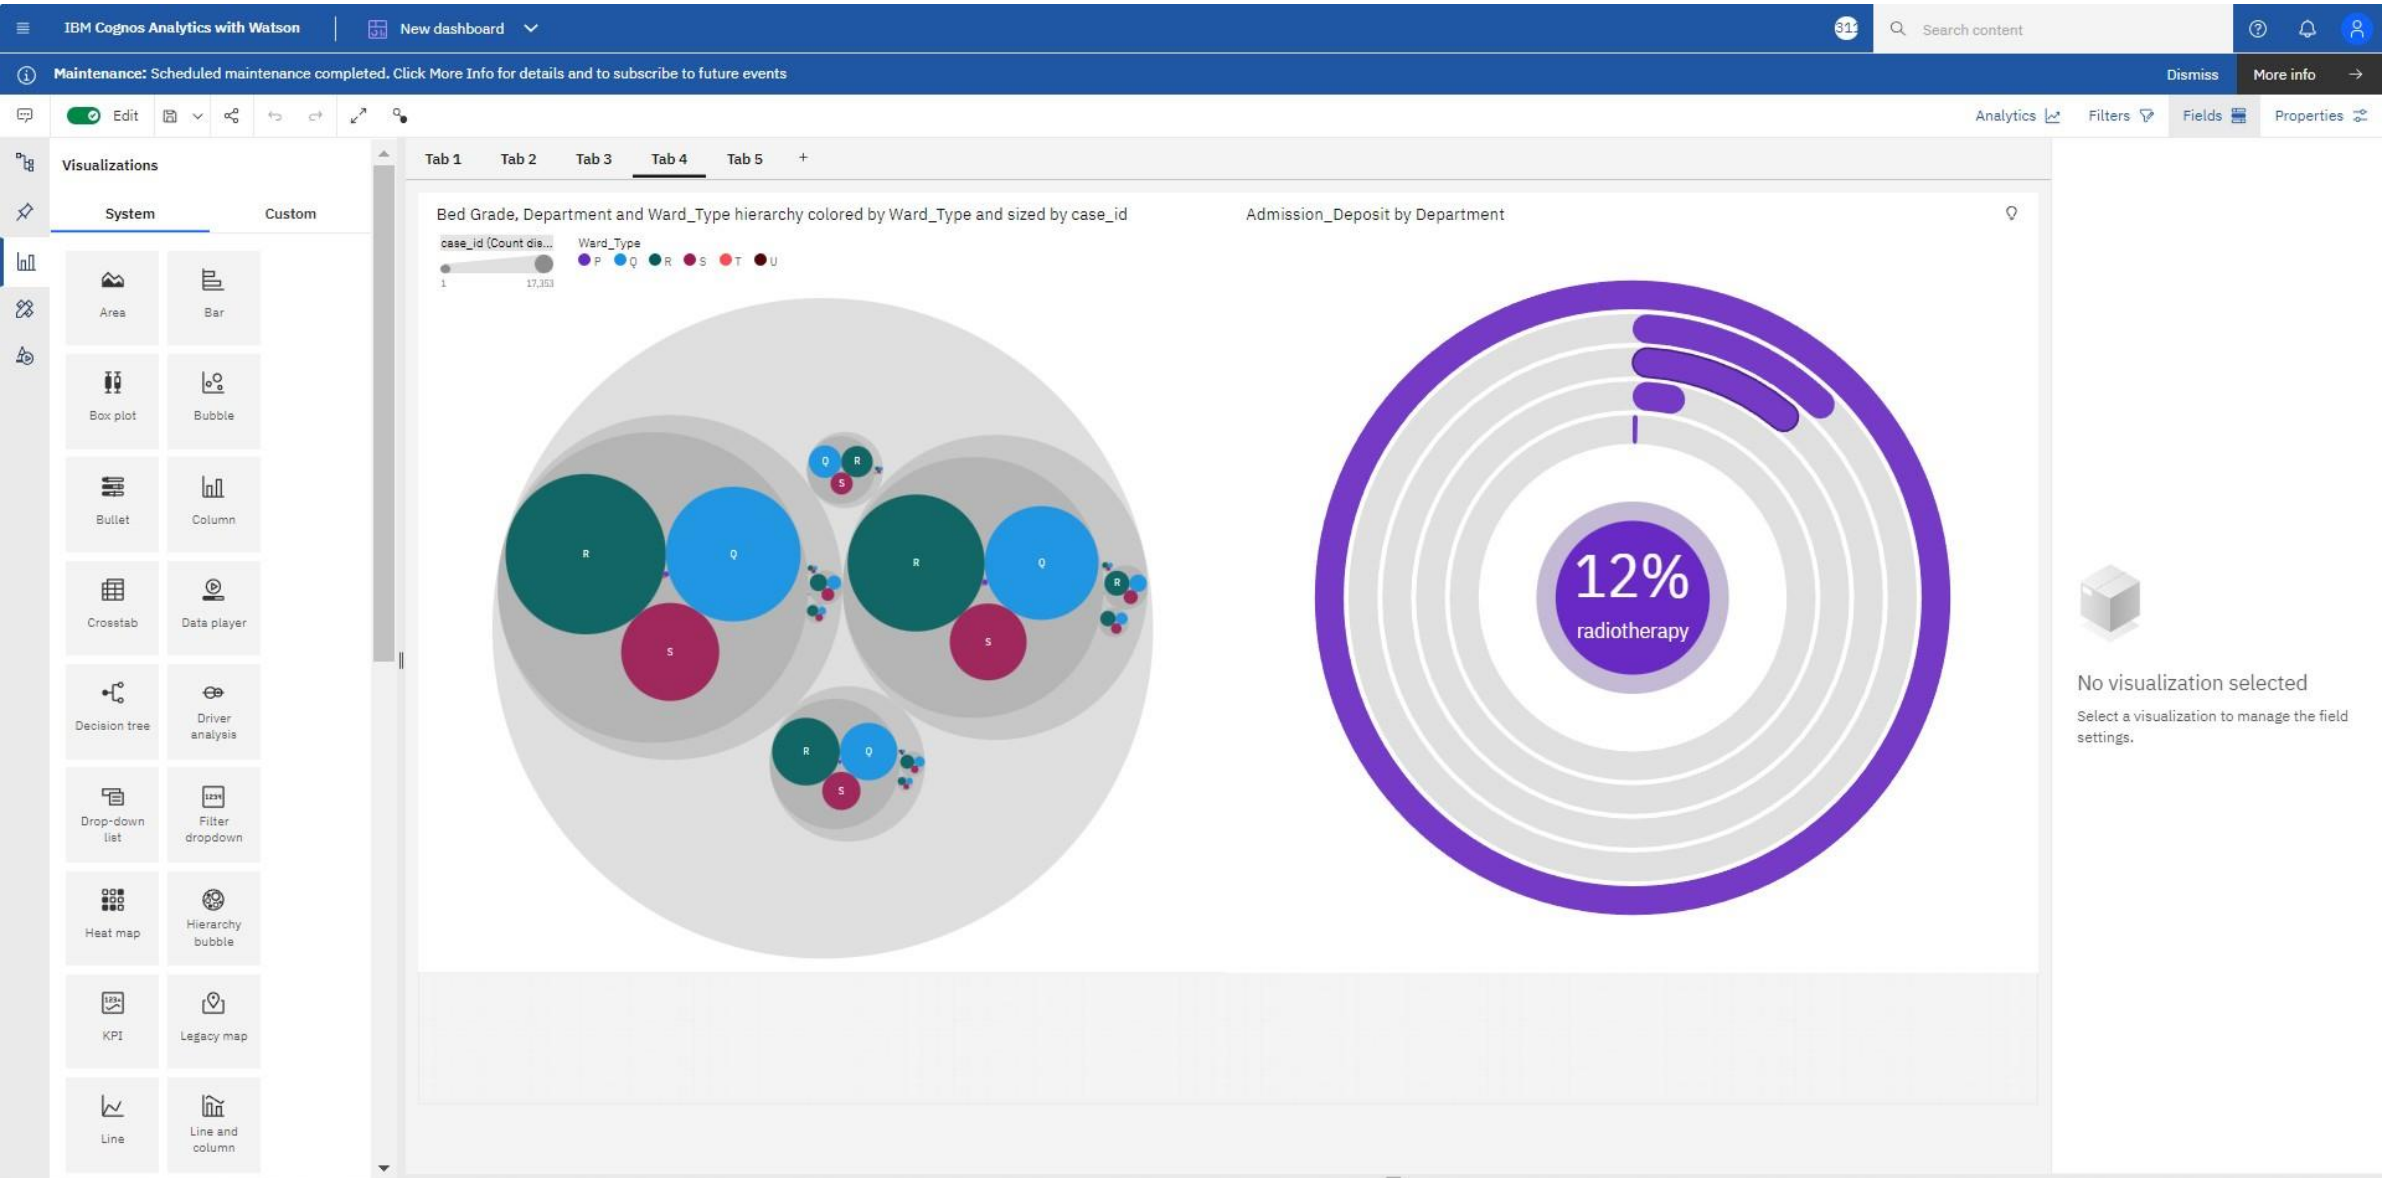 IBM Cognos Analytics with Watson
New dashboard
311
Search content
Maintenance: Scheduled maintenance completed. Click More Info for details and to subscribe to future events
Dismiss
More info
Edit
Analytics
Filters
Fields
Properties
Visualizations
System
Custom
Area
Bar
Box plot
Bubble
Bullet
Column
Crosstab
Data player
Decision tree
Driver
analysis
Drop-down
list
Filter
dropdown
Heat map
Hierarchy
bubble
KPI
Legacy map
Line
Line and
column
Tab 1
Tab 2
Tab 3
Tab 4
Tab 5
Bed Grade, Department and Ward_Type hierarchy colored by Ward_Type and sized by case_id
case_id (Count dis...
1
17,353
Ward_Type
P Q R S T U
Q R
S
R Q
S
R Q
S
R
R Q
S
Admission_Deposit by Department
12%
radiotherapy
No visualization selected
Select a visualization to manage the field
settings.